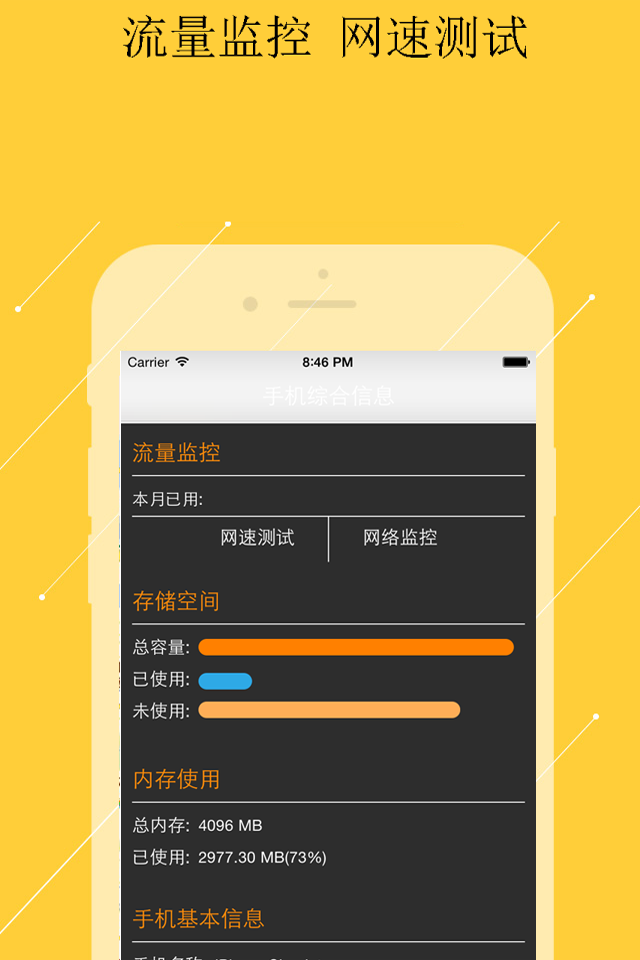 流量监控 网速测试
Carrier 8:46 PM
手机综合信息
流量监控
本月已用:
网速测试 网络监控
存储空间
总容量:
已使用:
未使用:
内存使用
总内存: 4096 MB
已使用: 2977.30 MB(73%)
手机基本信息